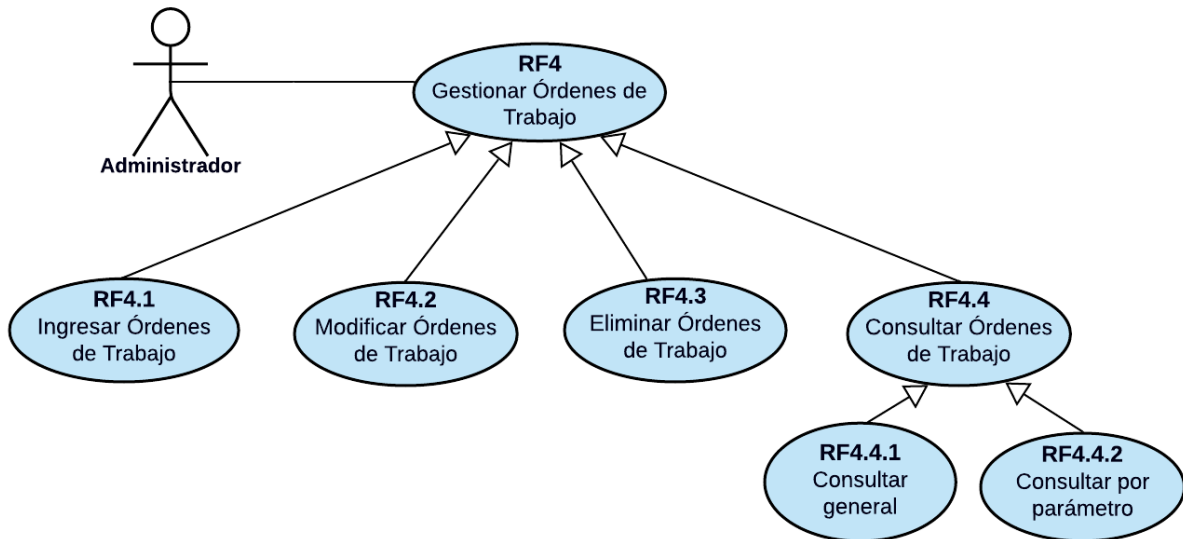 RF4
Gestionar Órdenes de
Trabajo
Administrador
RF4.1
Ingresar Órdenes
de Trabajo
RF4.2
Modificar Órdenes
de Trabajo
RF4.3
Eliminar Órdenes
de Trabajo
RF4.4
Consultar Órdenes
de Trabajo
RF4.4.1
Consultar
general
RF4.4.2
Consultar por
parámetro